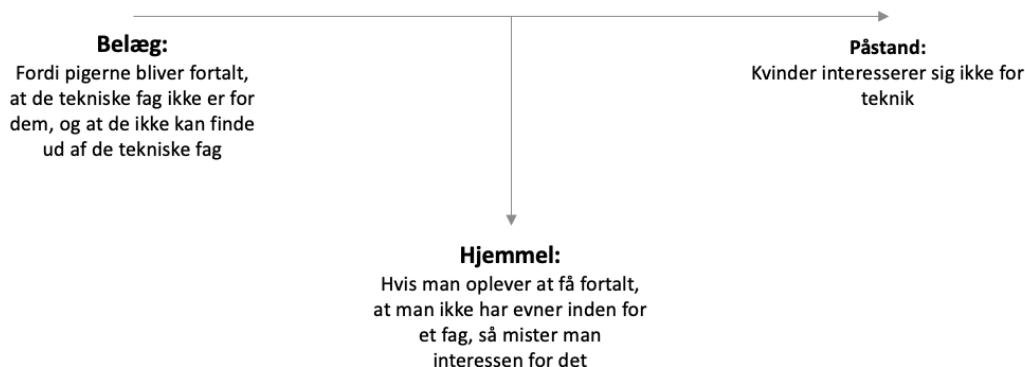 Belæg:
Fordi pigerne bliver fortalt,
at de tekniske fag ikke er for
dem, og at de ikke kan finde
ud af de tekniske fag
Påstand:
Kvinder interesserer sig ikke for
teknik
Hjemmel:
Hvis man oplever at få fortalt,
at man ikke har evner inden for
et fag, så mister man
interessen for det